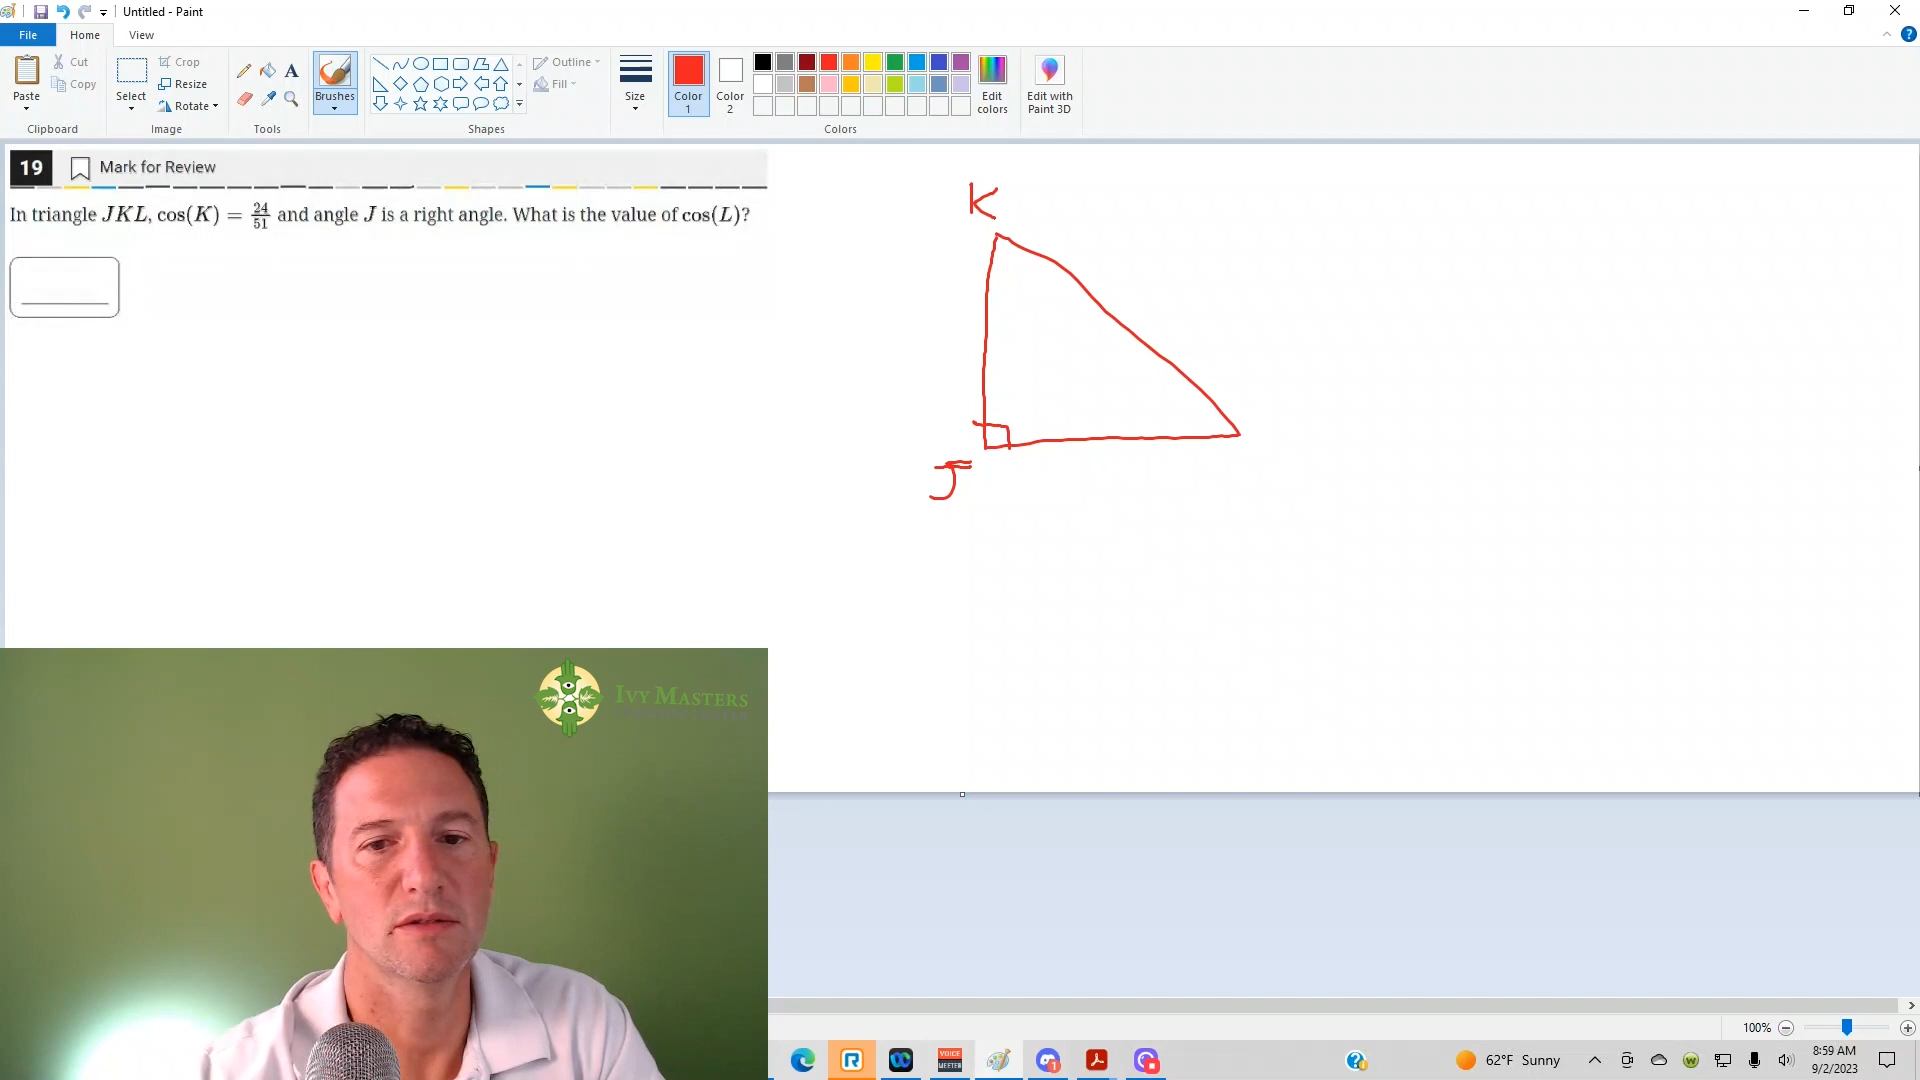 Untitled - Paint
File
Home
View
Paste
Cut
Copy
Clipboard
Select
Crop
Resize
Rotate
Image
Tools
Brushes
Shapes
Outline
Fill
Size
Color 1
Color 2
Colors
Edit colors
Edit with Paint 3D
19 Mark for Review
In triangle JKL, cos(K) = 24/51 and angle J is a right angle. What is the value of cos(L)?
K
J
IVY MASTERS
100%
VOICE
MEETER
62°F Sunny
8:59 AM
9/2/2023